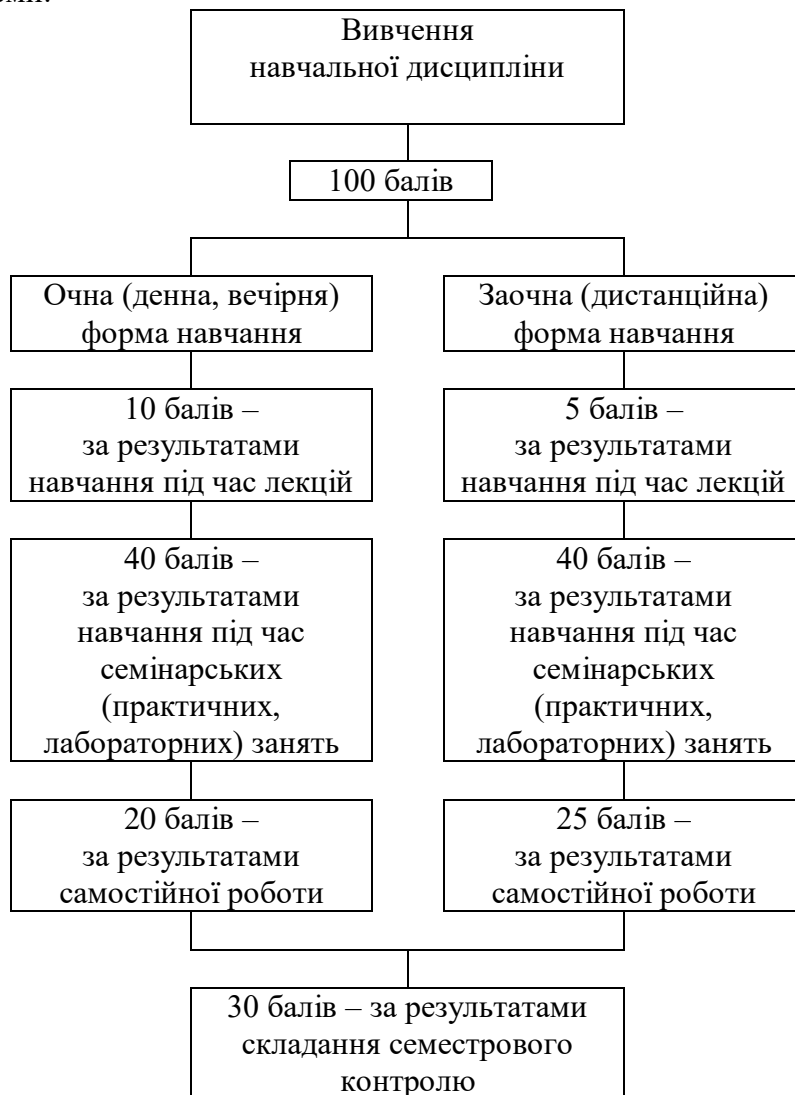 Вивчення
навчальної дисципліни
100 балів
Очна (денна, вечірня)
форма навчання
Заочна (дистанційна)
форма навчання
10 балів –
за результатами
навчання під час лекцій
5 балів –
за результатами
навчання під час лекцій
40 балів –
за результатами
навчання під час
семінарських
(практичних,
лабораторних) занять
40 балів –
за результатами
навчання під час
семінарських
(практичних,
лабораторних) занять
20 балів –
за результатами
самостійної роботи
25 балів –
за результатами
самостійної роботи
30 балів – за результатами
складання семестрового
контролю